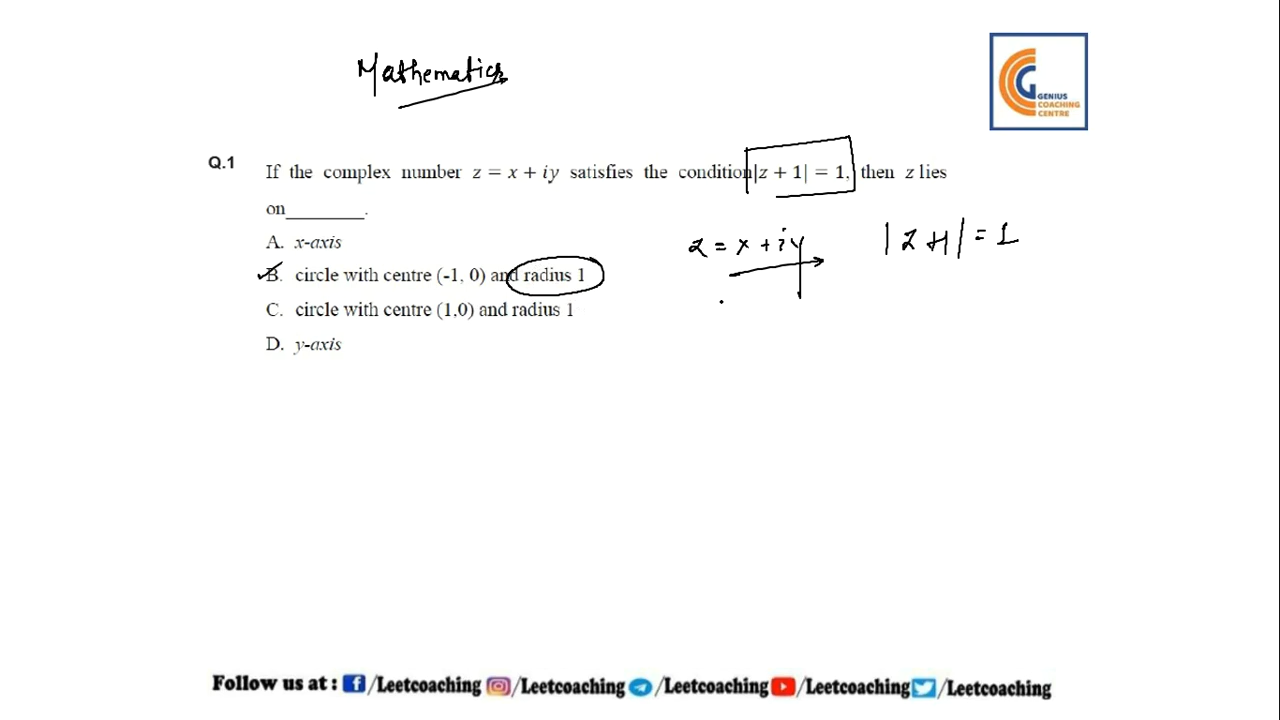 Mathematics
GENIUS
COACHING
CENTRE
Q.1 If the complex number z = x + iy satisfies the condition|z + 1| = 1, then z lies
on________.
z = x + iy |z+1| = 1
A. x-axis
B. circle with centre (-1, 0) and radius 1
C. circle with centre (1,0) and radius 1
D. y-axis
Follow us at : /Leetcoaching /Leetcoaching /Leetcoaching /Leetcoaching /Leetcoaching